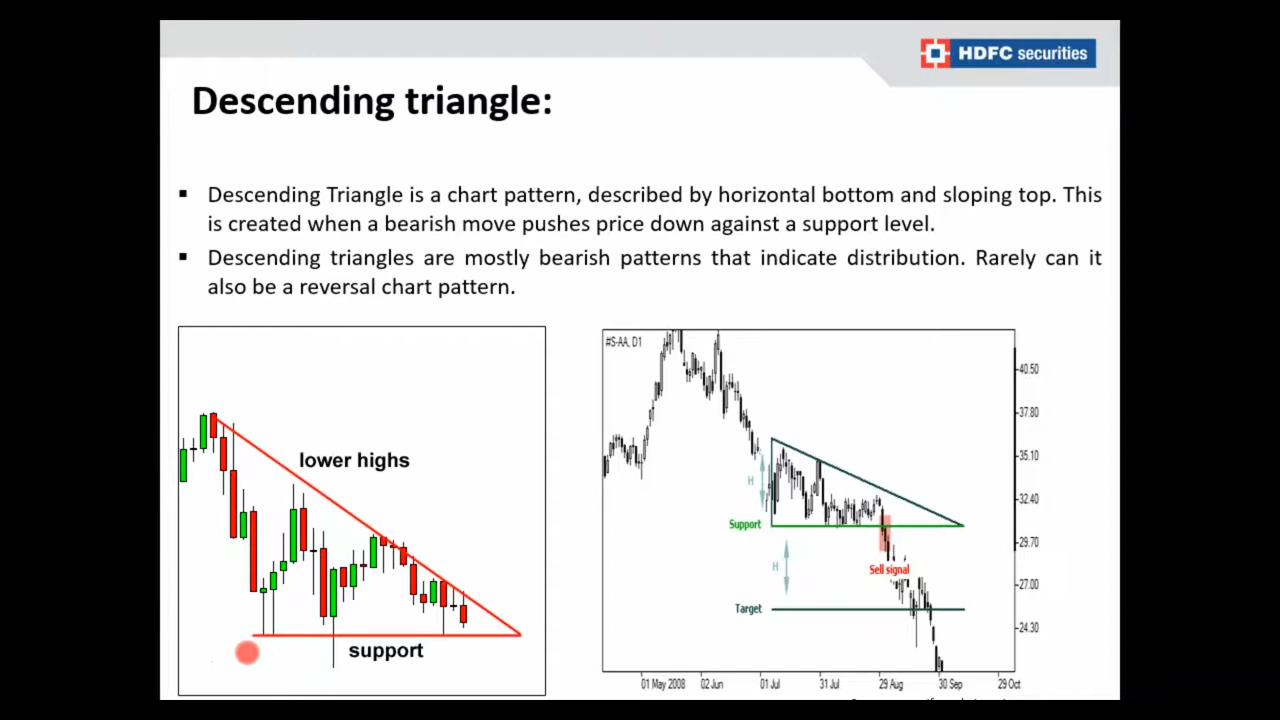 HDFC securities
Descending triangle:
▪ Descending Triangle is a chart pattern, described by horizontal bottom and sloping top. This
is created when a bearish move pushes price down against a support level.
▪ Descending triangles are mostly bearish patterns that indicate distribution. Rarely can it
also be a reversal chart pattern.
lower highs
support
#S-AA, D1
40.50
37.80
35.10
H
32.40
Support
29.70
H
Sell signal
27.00
Target
24.30
01 May 2008 02 Jun 01 Jul 31 Jul 29 Aug 30 Sep 29 Oct